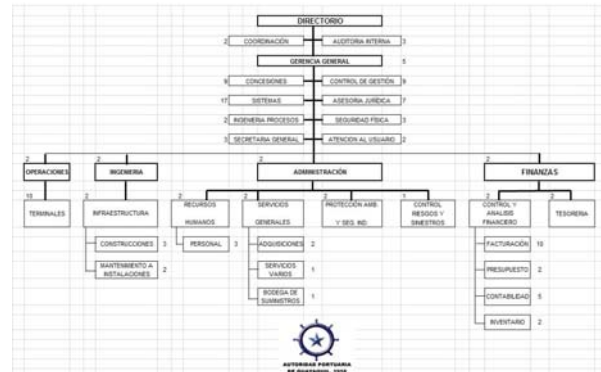 DIRECTORIO
2 COORDINACIÓN AUDITORIA INTERNA 3
GERENCIA GENERAL 5
9 CONCESIONES CONTROL DE GESTIÓN 9
17 SISTEMAS ASESORIA JURÍDICA 7
2 INGENIERIA PROCESOS SEGURIDAD FÍSICA 3
3 SECRETARIA GENERAL ATENCION AL USUARIO 2
2 2 2 2
OPERACIONES INGENIERIA ADMINISTRACIÓN FINANZAS
19 2 2 2 2 1 2 2
TERMINALES INFRAESTRUCTURA RECURSOS HUMANOS SERVICIOS GENERALES PROTECCIÓN AMB. Y SEG. IND. CONTROL RIESGOS Y SINIESTROS CONTROL Y ANALISIS FINANCIERO TESORERIA
CONSTRUCCIONES 3 PERSONAL 3 ADQUISICIONES 2 FACTURACIÓN
MANTENIMIENTO A INSTALACIONES 2 SERVICIOS VARIOS 1 PRESUPUESTO 2
BODEGA DE SUMINISTROS 1 CONTABILIDAD 5
INVENTARIO 2
AUTORIDAD PORTUARIA
DE GUAYAQUIL